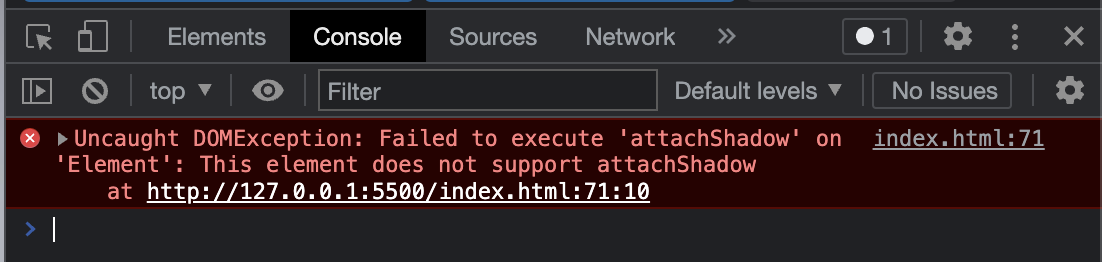 Elements Console Sources Network » 1
top ▼ Filter Default levels ▼ No Issues
Uncaught DOMException: Failed to execute 'attachShadow' on index.html:71
'Element': This element does not support attachShadow
at http://127.0.0.1:5500/index.html:71:10